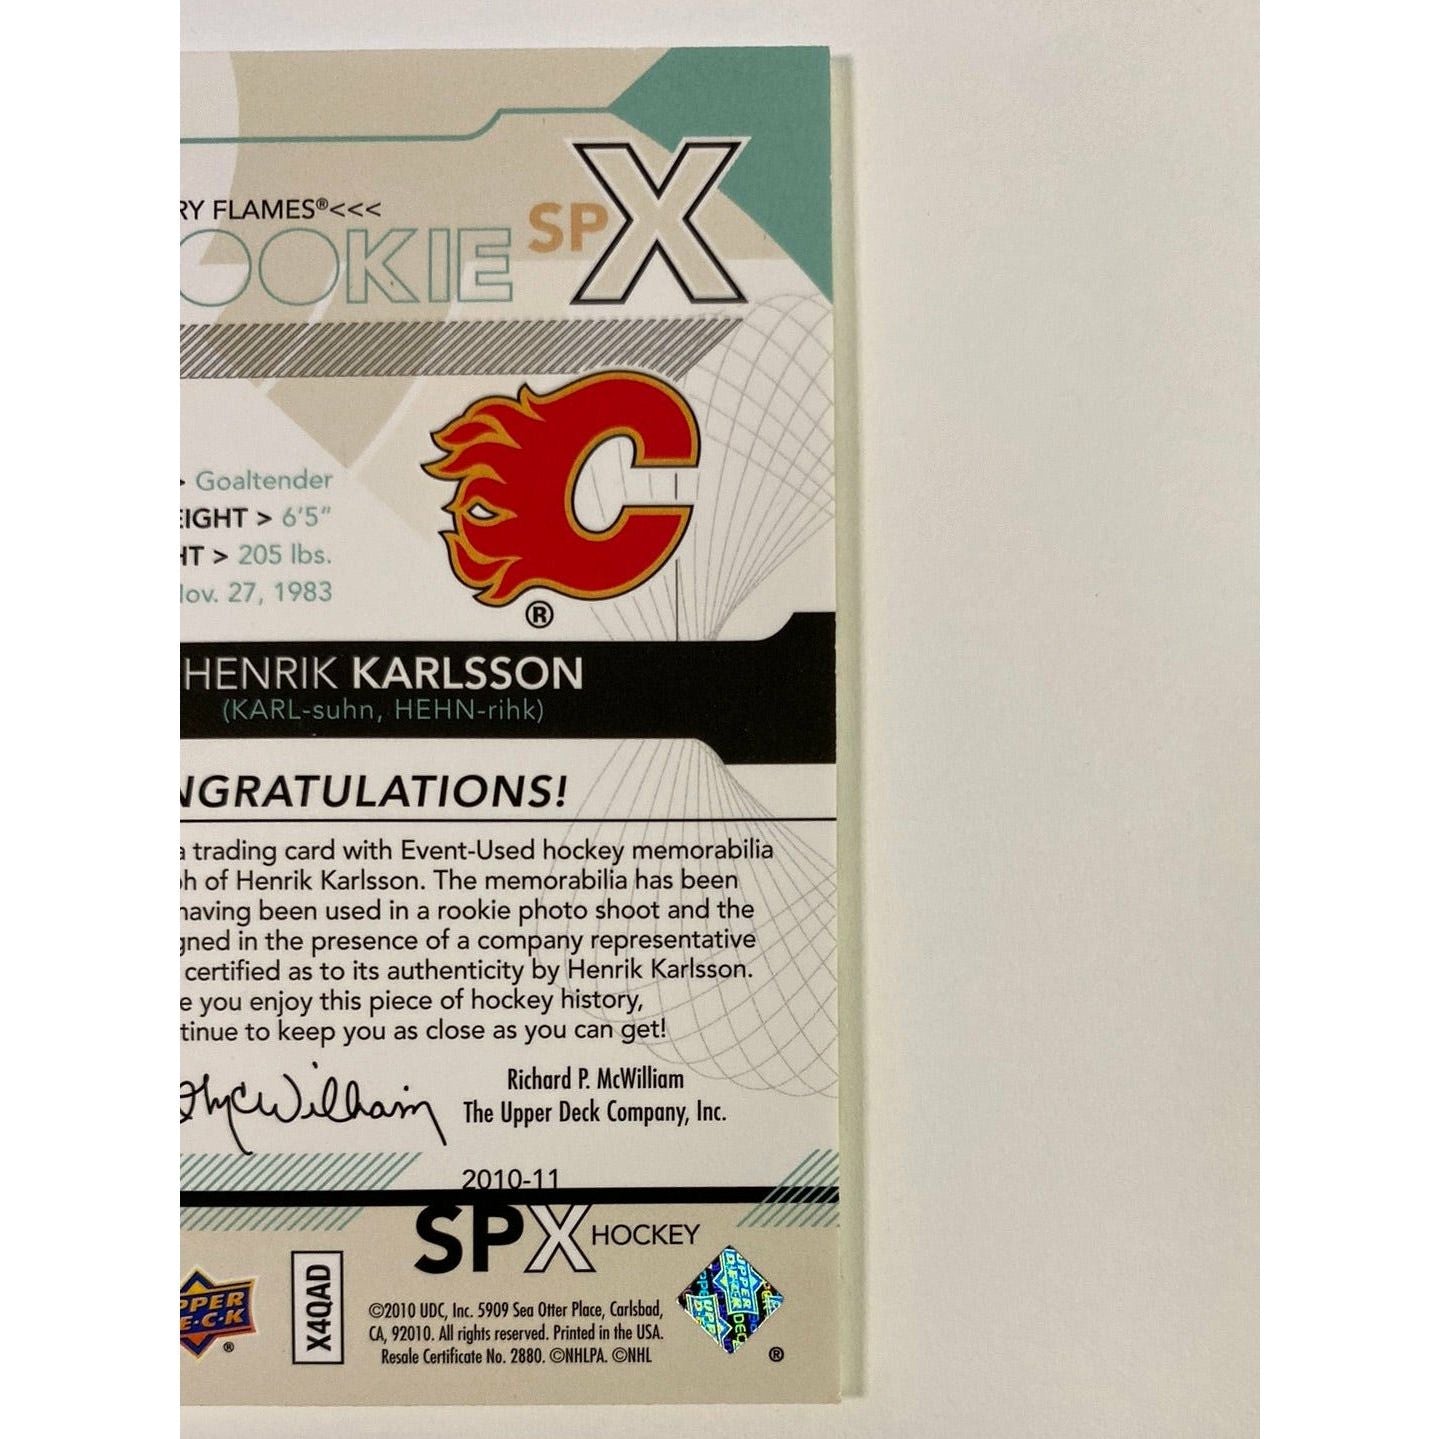 RY FLAMES®<<<
OOKIE SPX
> Goaltender
EIGHT > 6'5"
HT > 205 lbs.
lov. 27, 1983
®
HENRIK KARLSSON
(KARL-suhn, HEHN-rihk)
NGRATULATIONS!
a trading card with Event-Used hockey memorabilia
h of Henrik Karlsson. The memorabilia has been
having been used in a rookie photo shoot and the
gned in the presence of a company representative
certified as to its authenticity by Henrik Karlsson.
e you enjoy this piece of hockey history,
tinue to keep you as close as you can get!
McWilliam
Richard P. McWilliam
The Upper Deck Company, Inc.
2010-11
SPX HOCKEY
PPER
E·C·K
®
X4QAD
©2010 UDC, Inc. 5909 Sea Otter Place, Carlsbad,
CA, 92010. All rights reserved. Printed in the USA.
Resale Certificate No. 2880. ©NHLPA. ©NHL
UPPER DECK
®